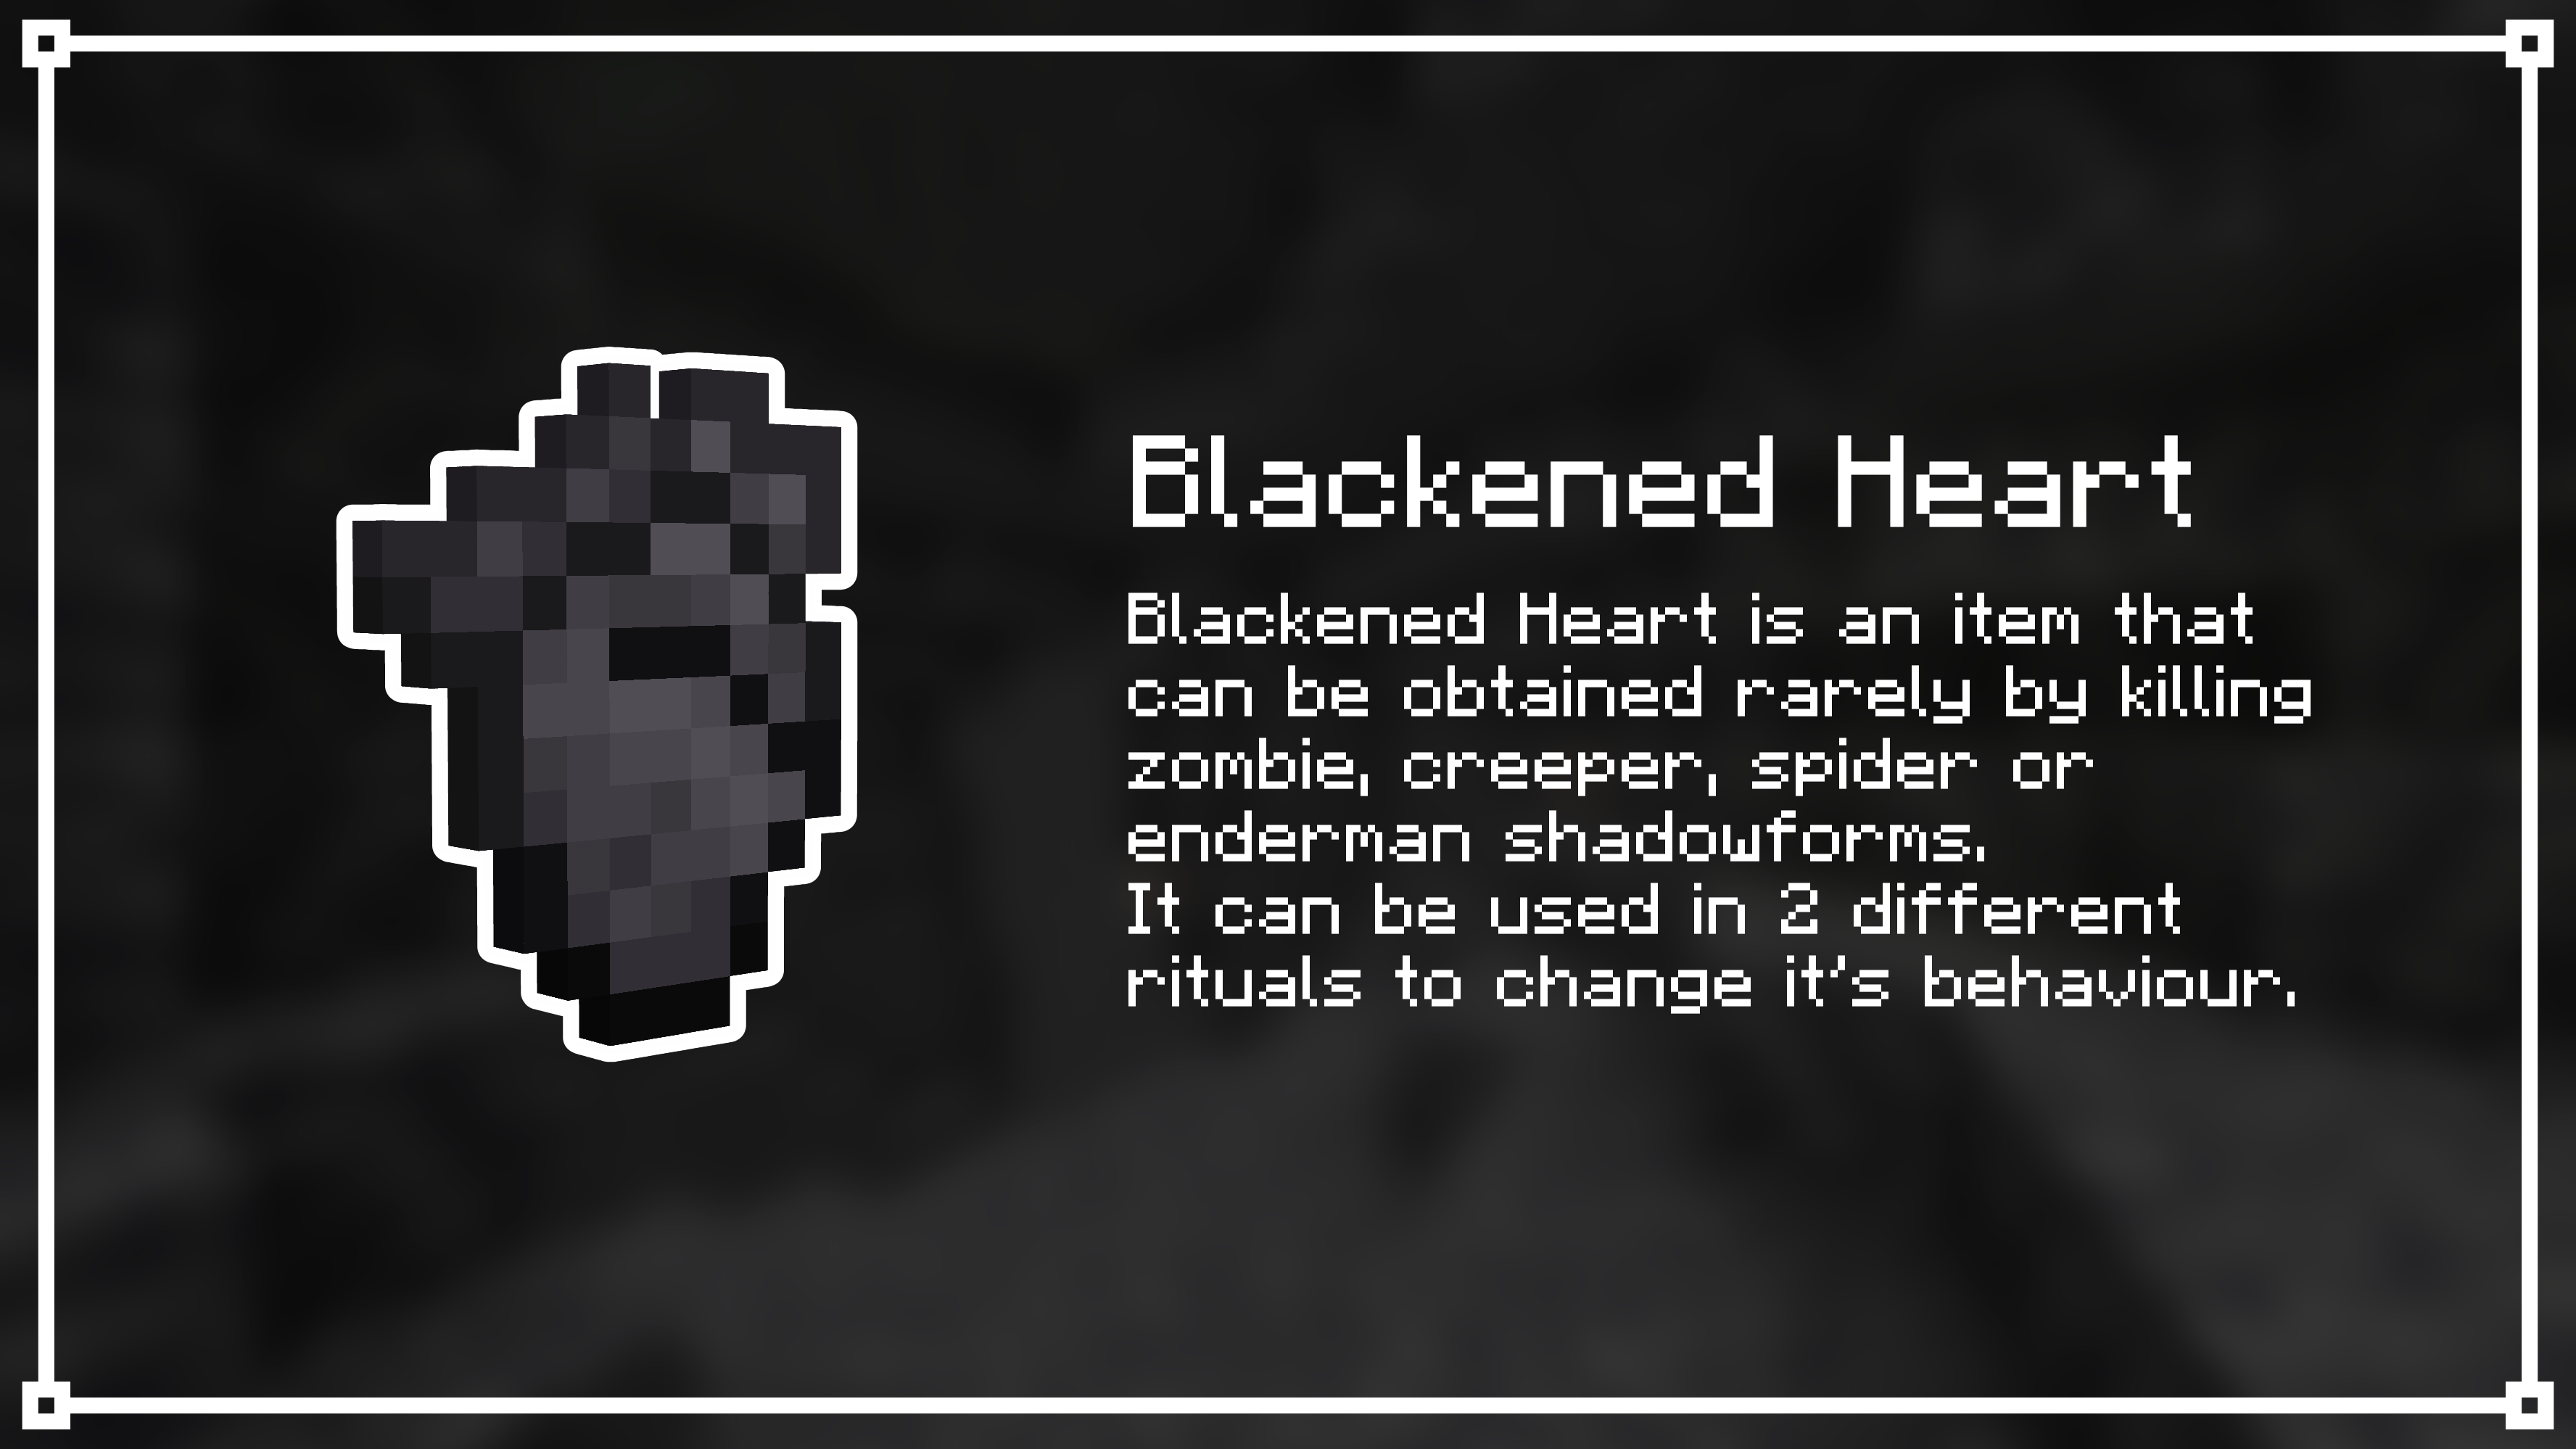 Blackened Heart
Blackened Heart is an item that
can be obtained rarely by killing
zombie, creeper, spider or
enderman shadowforms.
It can be used in 2 different
rituals to change it's behaviour.